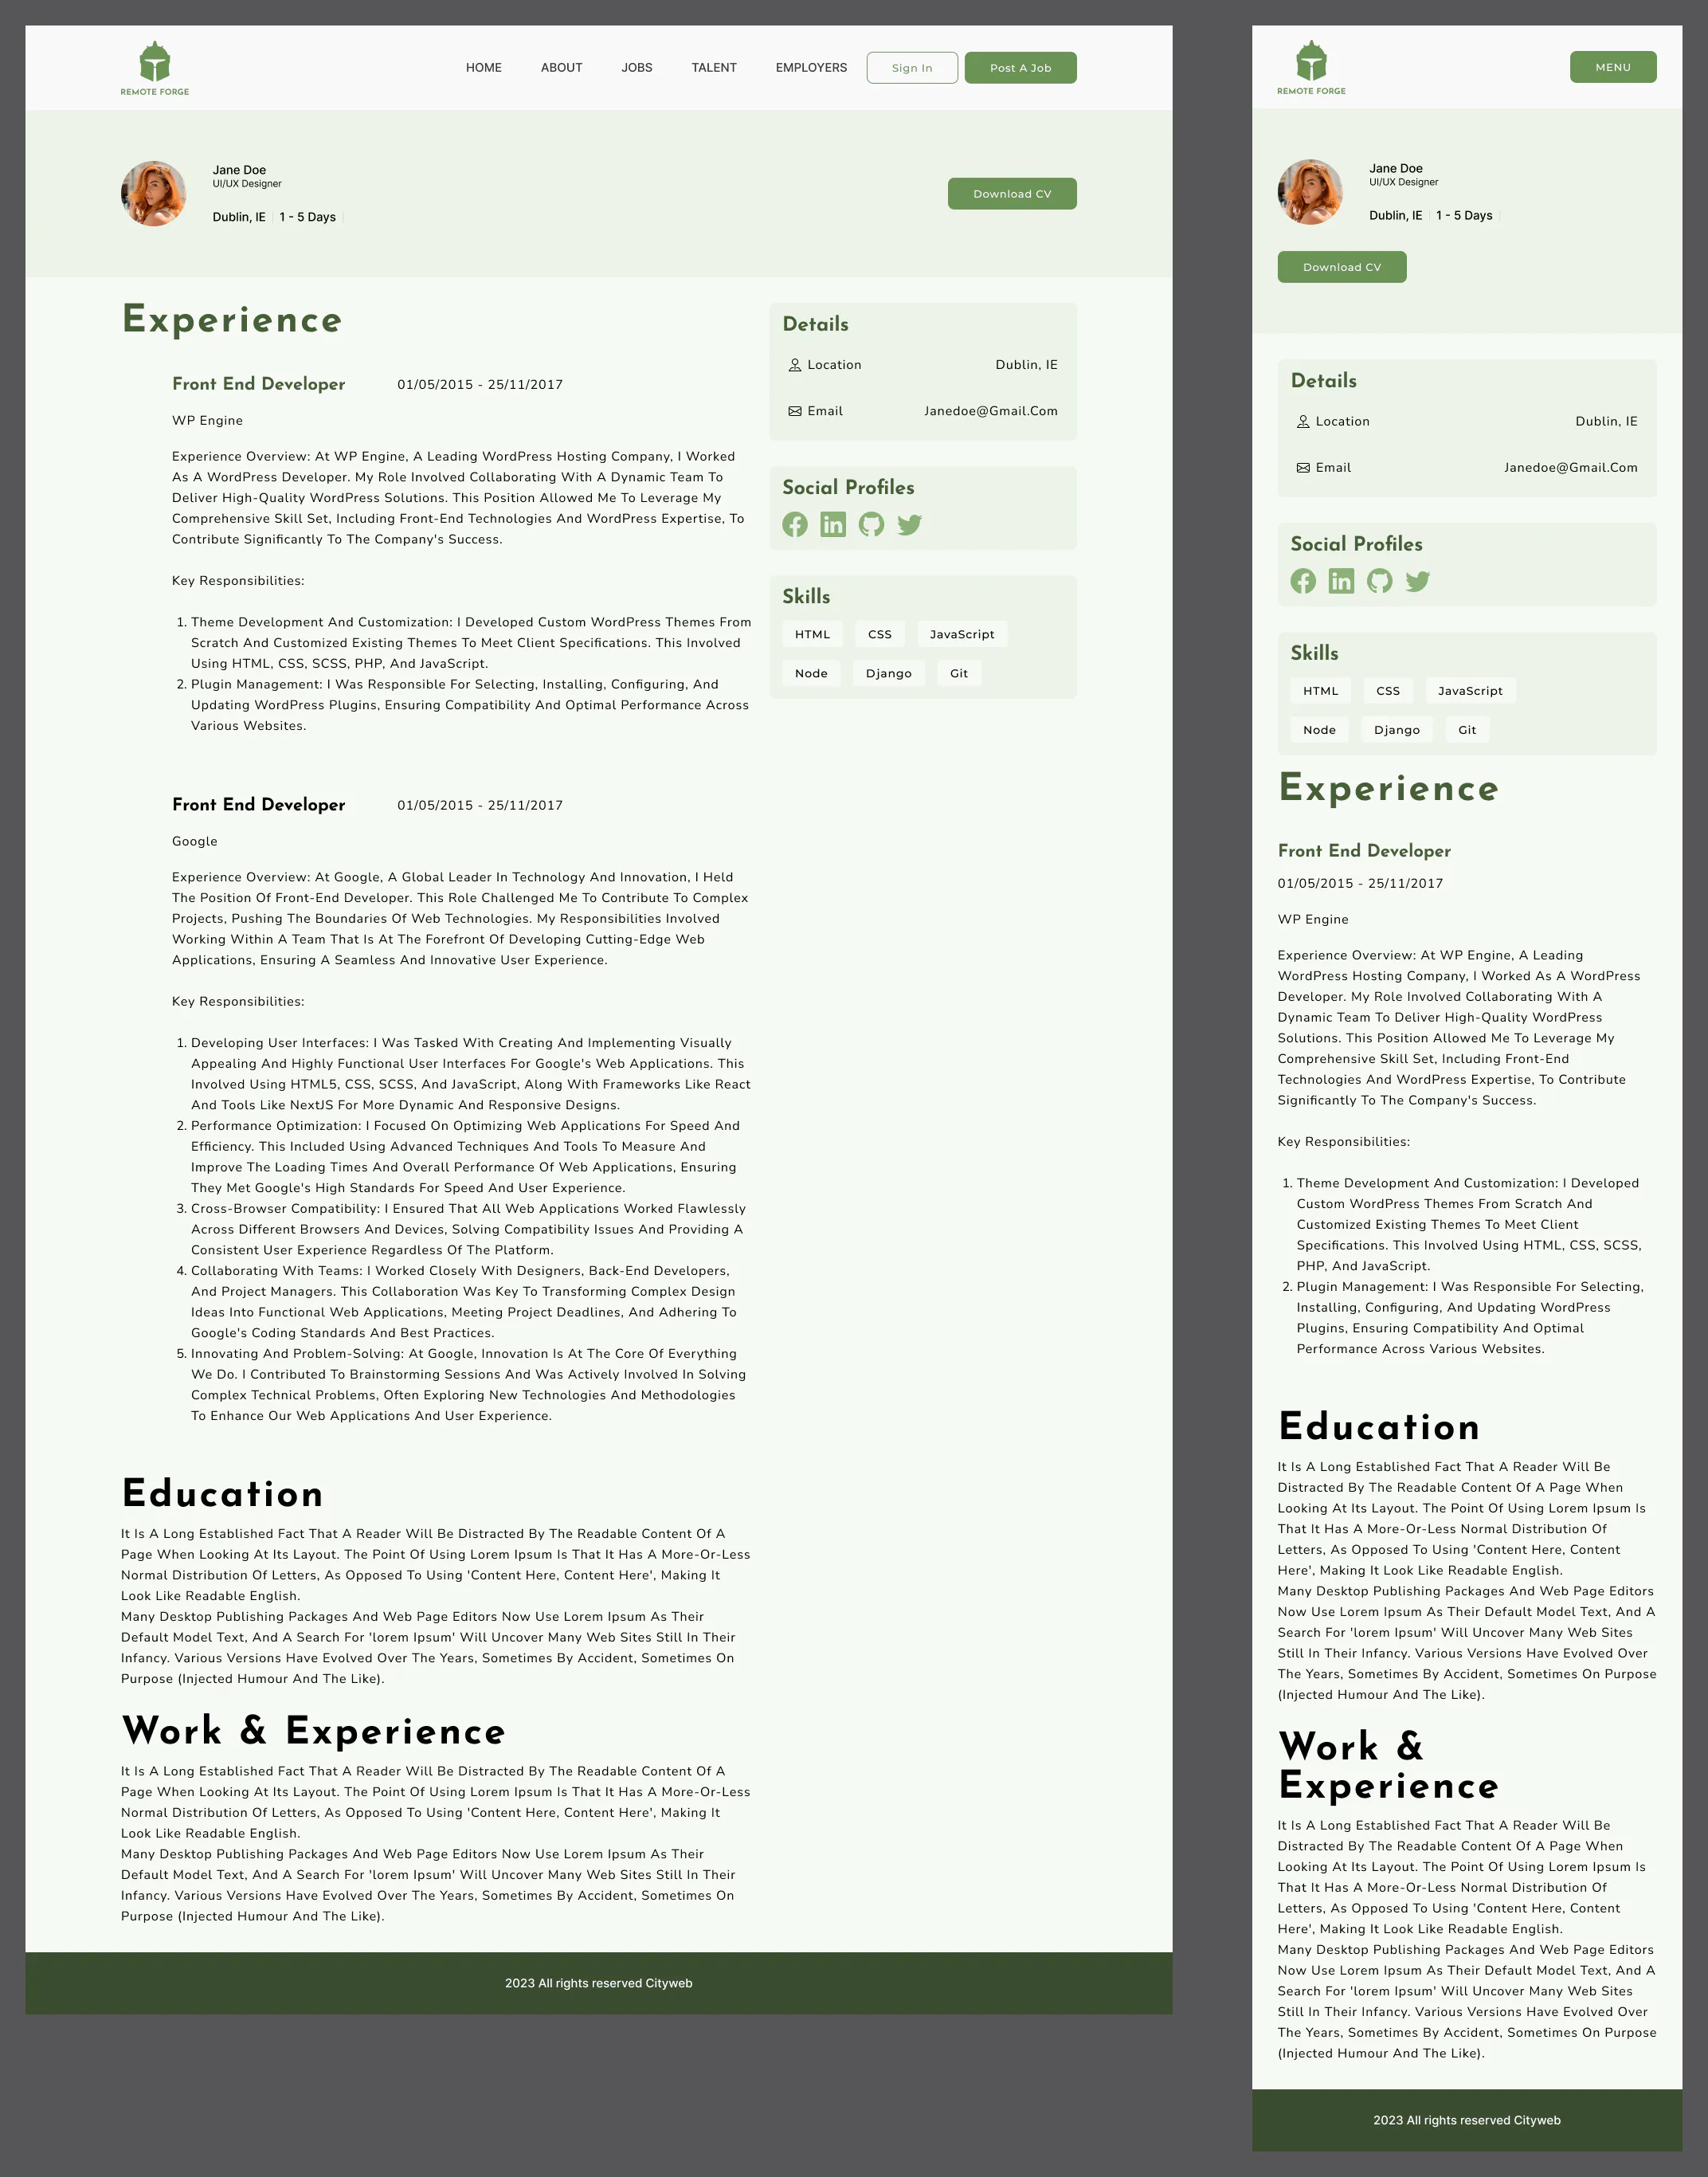 REMOTE FORGE
HOME
ABOUT
JOBS
TALENT
EMPLOYERS
Sign In
Post A Job
Jane Doe
UI/UX Designer
Dublin, IE
1 - 5 Days
Download CV
Experience
Front End Developer
01/05/2015 - 25/11/2017
WP Engine
Experience Overview: At WP Engine, A Leading WordPress Hosting Company, I Worked
As A WordPress Developer. My Role Involved Collaborating With A Dynamic Team To
Deliver High-Quality WordPress Solutions. This Position Allowed Me To Leverage My
Comprehensive Skill Set, Including Front-End Technologies And WordPress Expertise, To
Contribute Significantly To The Company's Success.
Key Responsibilities:
1. Theme Development And Customization: I Developed Custom WordPress Themes From
Scratch And Customized Existing Themes To Meet Client Specifications. This Involved
Using HTML, CSS, SCSS, PHP, And JavaScript.
2. Plugin Management: I Was Responsible For Selecting, Installing, Configuring, And
Updating WordPress Plugins, Ensuring Compatibility And Optimal Performance Across
Various Websites.
Front End Developer
01/05/2015 - 25/11/2017
Google
Experience Overview: At Google, A Global Leader In Technology And Innovation, I Held
The Position Of Front-End Developer. This Role Challenged Me To Contribute To Complex
Projects, Pushing The Boundaries Of Web Technologies. My Responsibilities Involved
Working Within A Team That Is At The Forefront Of Developing Cutting-Edge Web
Applications, Ensuring A Seamless And Innovative User Experience.
Key Responsibilities:
1. Developing User Interfaces: I Was Tasked With Creating And Implementing Visually
Appealing And Highly Functional User Interfaces For Google's Web Applications. This
Involved Using HTML5, CSS, SCSS, And JavaScript, Along With Frameworks Like React
And Tools Like NextJS For More Dynamic And Responsive Designs.
2. Performance Optimization: I Focused On Optimizing Web Applications For Speed And
Efficiency. This Included Using Advanced Techniques And Tools To Measure And
Improve The Loading Times And Overall Performance Of Web Applications, Ensuring
They Met Google's High Standards For Speed And User Experience.
3. Cross-Browser Compatibility: I Ensured That All Web Applications Worked Flawlessly
Across Different Browsers And Devices, Solving Compatibility Issues And Providing A
Consistent User Experience Regardless Of The Platform.
4. Collaborating With Teams: I Worked Closely With Designers, Back-End Developers,
And Project Managers. This Collaboration Was Key To Transforming Complex Design
Ideas Into Functional Web Applications, Meeting Project Deadlines, And Adhering To
Google's Coding Standards And Best Practices.
5. Innovating And Problem-Solving: At Google, Innovation Is At The Core Of Everything
We Do. I Contributed To Brainstorming Sessions And Was Actively Involved In Solving
Complex Technical Problems, Often Exploring New Technologies And Methodologies
To Enhance Our Web Applications And User Experience.
Education
It Is A Long Established Fact That A Reader Will Be Distracted By The Readable Content Of A
Page When Looking At Its Layout. The Point Of Using Lorem Ipsum Is That It Has A More-Or-Less
Normal Distribution Of Letters, As Opposed To Using 'Content Here, Content Here', Making It
Look Like Readable English.
Many Desktop Publishing Packages And Web Page Editors Now Use Lorem Ipsum As Their
Default Model Text, And A Search For 'lorem Ipsum' Will Uncover Many Web Sites Still In Their
Infancy. Various Versions Have Evolved Over The Years, Sometimes By Accident, Sometimes On
Purpose (Injected Humour And The Like).
Work & Experience
It Is A Long Established Fact That A Reader Will Be Distracted By The Readable Content Of A
Page When Looking At Its Layout. The Point Of Using Lorem Ipsum Is That It Has A More-Or-Less
Normal Distribution Of Letters, As Opposed To Using 'Content Here, Content Here', Making It
Look Like Readable English.
Many Desktop Publishing Packages And Web Page Editors Now Use Lorem Ipsum As Their
Default Model Text, And A Search For 'lorem Ipsum' Will Uncover Many Web Sites Still In Their
Infancy. Various Versions Have Evolved Over The Years, Sometimes By Accident, Sometimes On
Purpose (Injected Humour And The Like).
Details
Location
Dublin, IE
Email
Janedoe@Gmail.Com
Social Profiles
Skills
HTML
CSS
JavaScript
Node
Django
Git
2023 All rights reserved Cityweb
REMOTE FORGE
MENU
Jane Doe
UI/UX Designer
Dublin, IE
1 - 5 Days
Download CV
Details
Location
Dublin, IE
Email
Janedoe@Gmail.Com
Social Profiles
Skills
HTML
CSS
JavaScript
Node
Django
Git
Experience
Front End Developer
01/05/2015 - 25/11/2017
WP Engine
Experience Overview: At WP Engine, A Leading
WordPress Hosting Company, I Worked As A WordPress
Developer. My Role Involved Collaborating With A
Dynamic Team To Deliver High-Quality WordPress
Solutions. This Position Allowed Me To Leverage My
Comprehensive Skill Set, Including Front-End
Technologies And WordPress Expertise, To Contribute
Significantly To The Company's Success.
Key Responsibilities:
1. Theme Development And Customization: I Developed
Custom WordPress Themes From Scratch And
Customized Existing Themes To Meet Client
Specifications. This Involved Using HTML, CSS, SCSS,
PHP, And JavaScript.
2. Plugin Management: I Was Responsible For Selecting,
Installing, Configuring, And Updating WordPress
Plugins, Ensuring Compatibility And Optimal
Performance Across Various Websites.
Education
It Is A Long Established Fact That A Reader Will Be
Distracted By The Readable Content Of A Page When
Looking At Its Layout. The Point Of Using Lorem Ipsum Is
That It Has A More-Or-Less Normal Distribution Of
Letters, As Opposed To Using 'Content Here, Content
Here', Making It Look Like Readable English.
Many Desktop Publishing Packages And Web Page Editors
Now Use Lorem Ipsum As Their Default Model Text, And A
Search For 'lorem Ipsum' Will Uncover Many Web Sites
Still In Their Infancy. Various Versions Have Evolved Over
The Years, Sometimes By Accident, Sometimes On Purpose
(Injected Humour And The Like).
Work &
Experience
It Is A Long Established Fact That A Reader Will Be
Distracted By The Readable Content Of A Page When
Looking At Its Layout. The Point Of Using Lorem Ipsum Is
That It Has A More-Or-Less Normal Distribution Of
Letters, As Opposed To Using 'Content Here, Content
Here', Making It Look Like Readable English.
Many Desktop Publishing Packages And Web Page Editors
Now Use Lorem Ipsum As Their Default Model Text, And A
Search For 'lorem Ipsum' Will Uncover Many Web Sites
Still In Their Infancy. Various Versions Have Evolved Over
The Years, Sometimes By Accident, Sometimes On Purpose
(Injected Humour And The Like).
2023 All rights reserved Cityweb